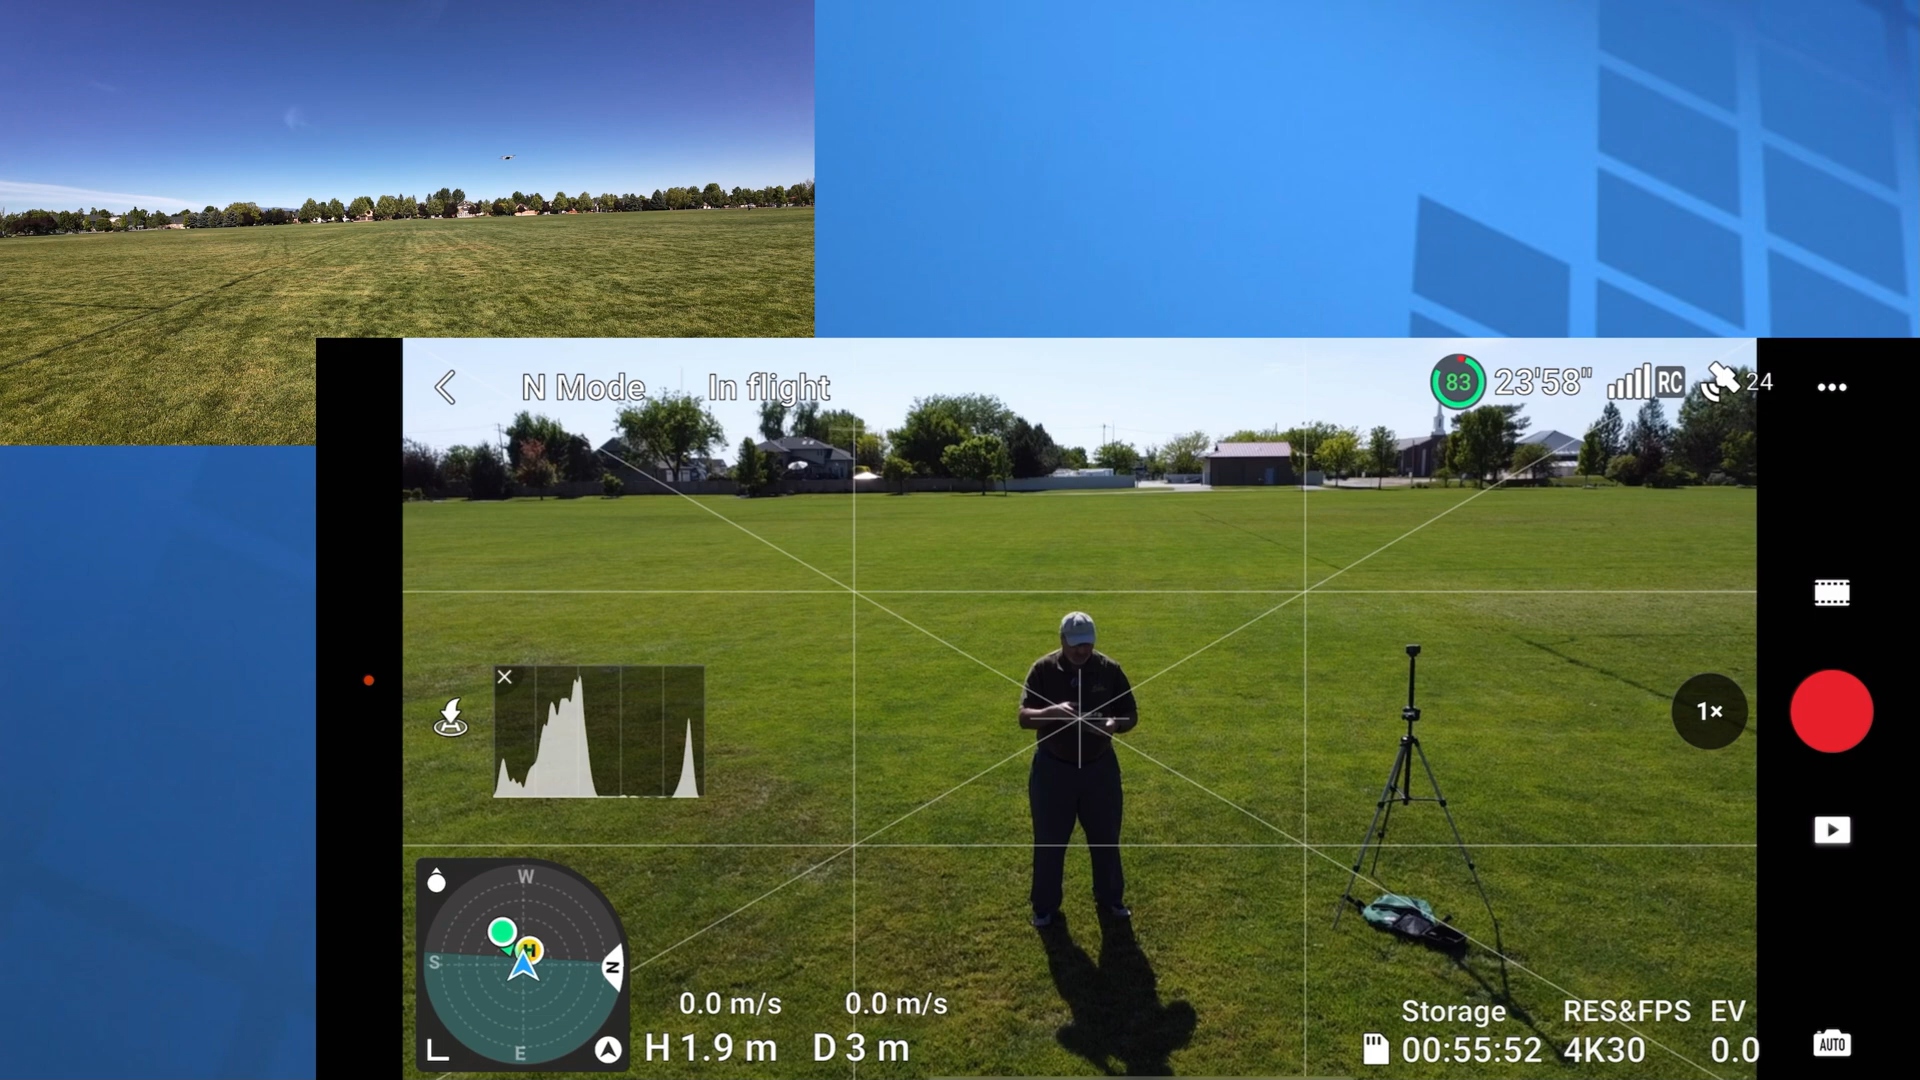 N Mode In flight 83 23'58" RC 24
1×
W
H
S N
E
0.0 m/s 0.0 m/s
H 1.9 m D 3 m
Storage RES&FPS EV
00:55:52 4K30 0.0
AUTO